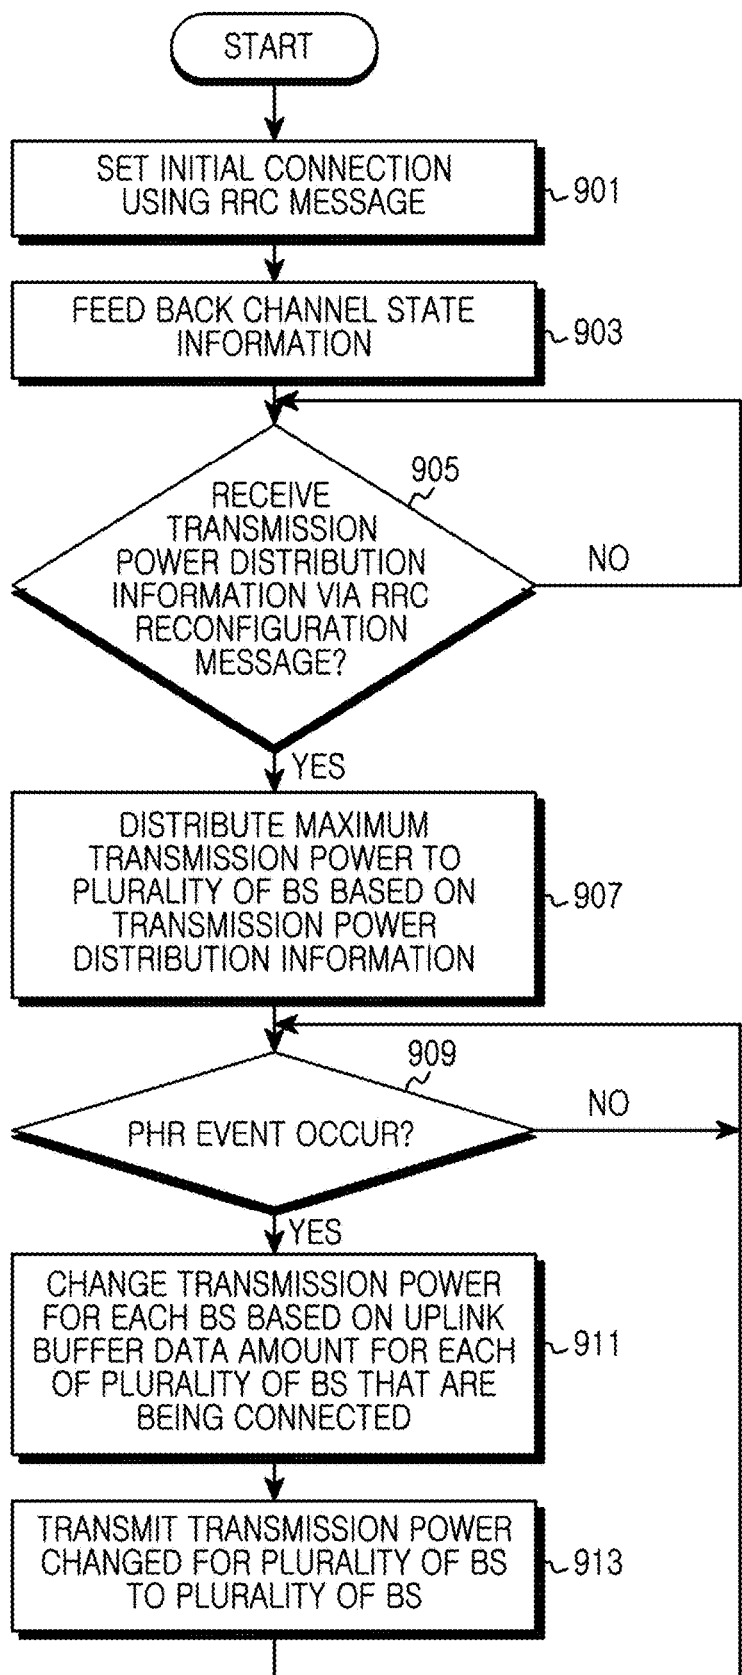 START
SET INITIAL CONNECTION
USING RRC MESSAGE
901
FEED BACK CHANNEL STATE
INFORMATION
903
905
RECEIVE
TRANSMISSION
POWER DISTRIBUTION
INFORMATION VIA RRC
RECONFIGURATION
MESSAGE?
NO
YES
DISTRIBUTE MAXIMUM
TRANSMISSION POWER TO
PLURALITY OF BS BASED ON
TRANSMISSION POWER
DISTRIBUTION INFORMATION
907
909
PHR EVENT OCCUR?
NO
YES
CHANGE TRANSMISSION POWER
FOR EACH BS BASED ON UPLINK
BUFFER DATA AMOUNT FOR EACH
OF PLURALITY OF BS THAT ARE
BEING CONNECTED
911
TRANSMIT TRANSMISSION POWER
CHANGED FOR PLURALITY OF BS
TO PLURALITY OF BS
913